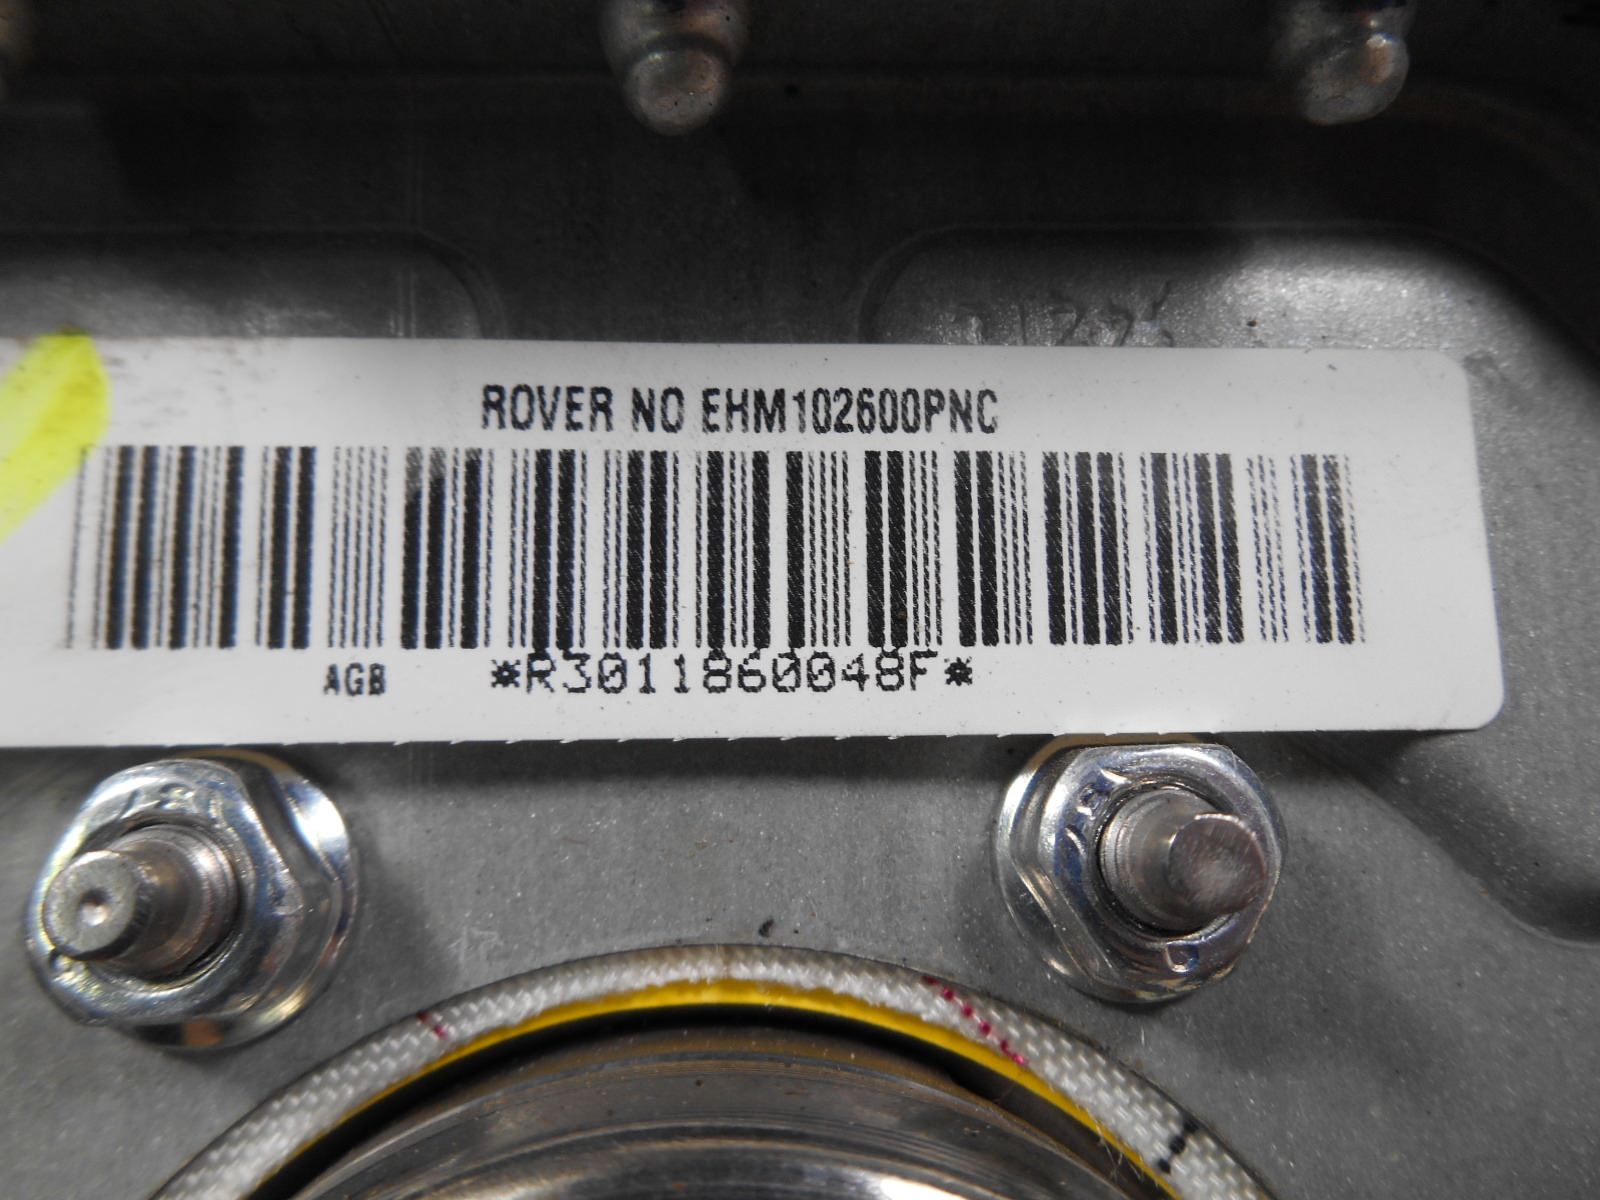 ROVER NO EHM102600PNC
AGB *R3011860048F*